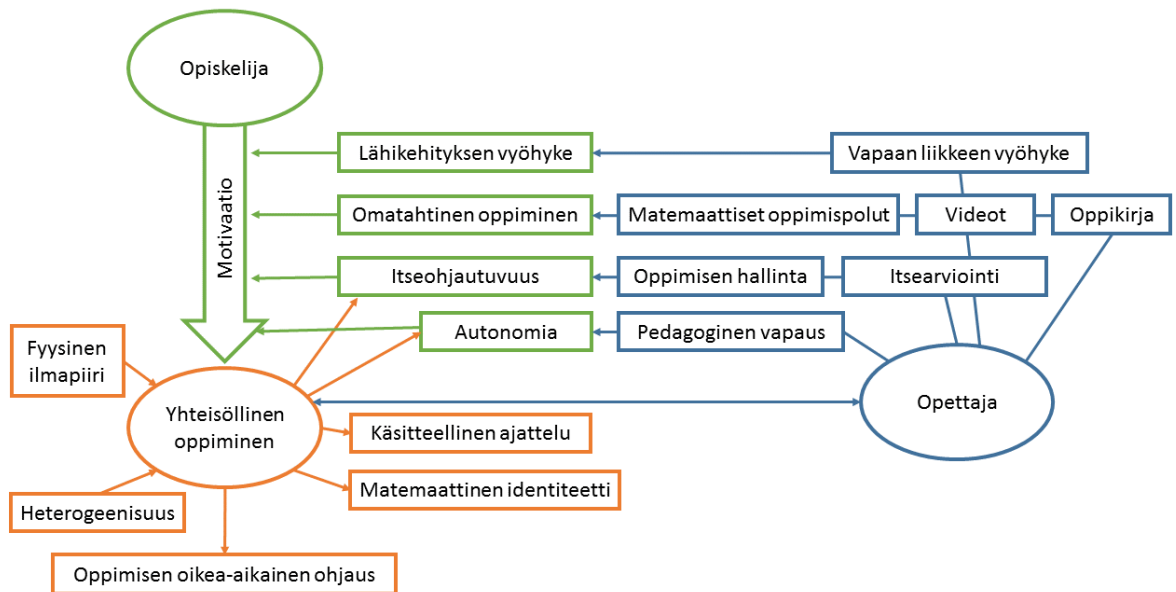 Opiskelija
Motivaatio
Lähikehityksen vyöhyke
Vapaan liikkeen vyöhyke
Omatahtinen oppiminen
Matemaattiset oppimispolut
Videot
Oppikirja
Itseohjautuvuus
Oppimisen hallinta
Itsearviointi
Autonomia
Pedagoginen vapaus
Fyysinen
ilmapiiri
Yhteisöllinen
oppiminen
Opettaja
Käsitteellinen ajattelu
Matemaattinen identiteetti
Heterogeenisuus
Oppimisen oikea-aikainen ohjaus